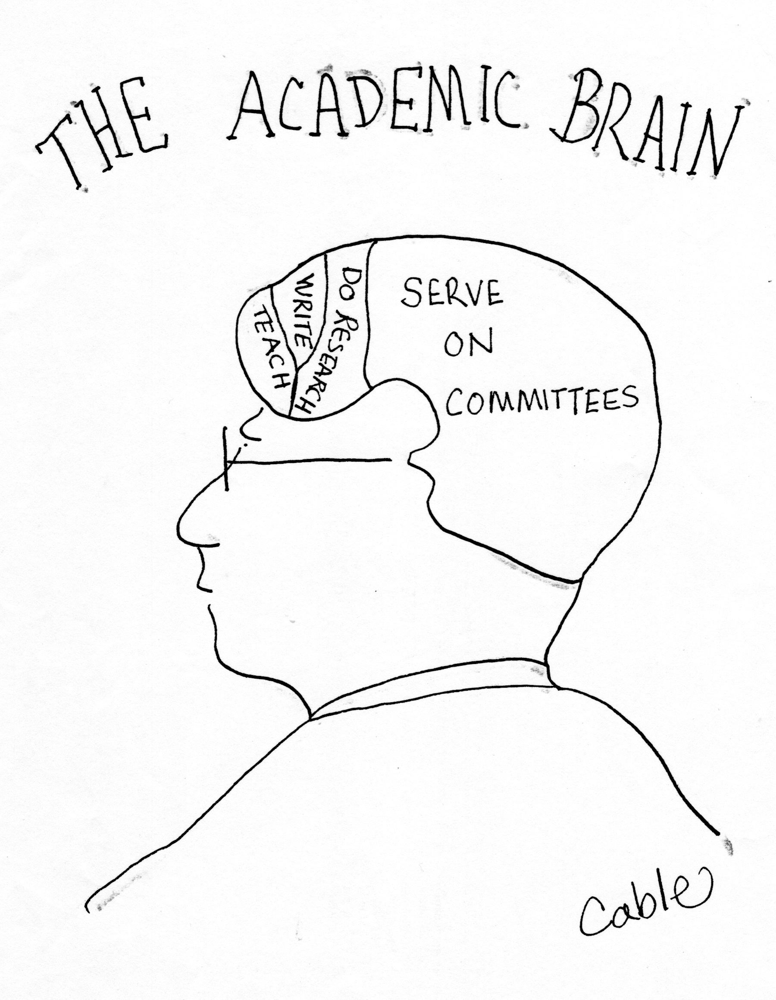 THE ACADEMIC BRAIN
TEACH
WRITE
DO RESEARCH
SERVE
ON
COMMITTEES
Cable